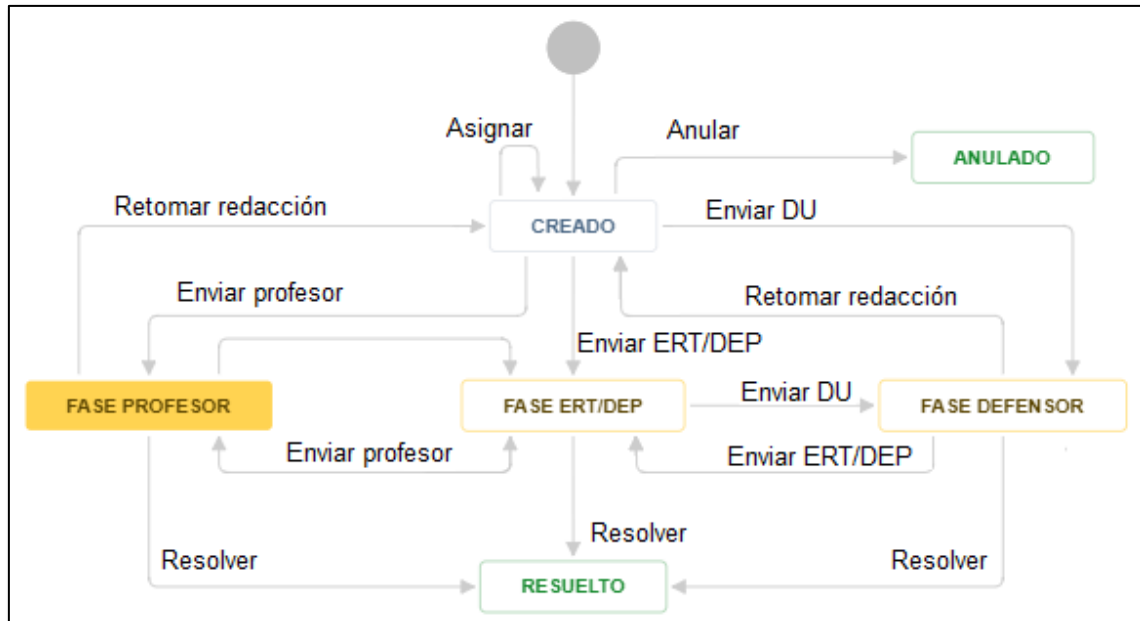 Asignar
Anular
ANULADO
Retomar redacción
CREADO
Enviar DU
Enviar profesor
Retomar redacción
Enviar ERT/DEP
FASE PROFESOR
FASE ERT/DEP
Enviar DU
FASE DEFENSOR
Enviar profesor
Enviar ERT/DEP
Resolver
Resolver
Resolver
RESUELTO